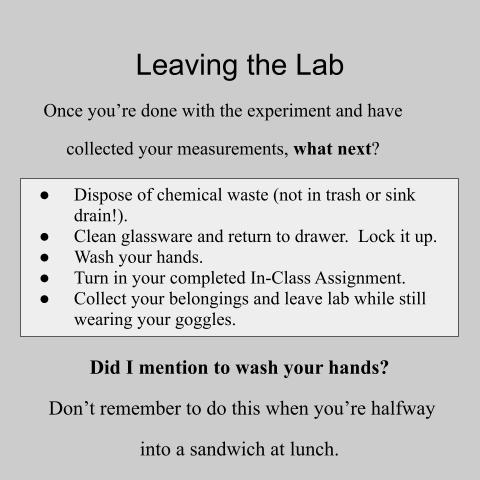 Leaving the Lab
Once you’re done with the experiment and have
collected your measurements, what next?
● Dispose of chemical waste (not in trash or sink
drain!).
● Clean glassware and return to drawer.  Lock it up.
● Wash your hands.
● Turn in your completed In-Class Assignment.
● Collect your belongings and leave lab while still
wearing your goggles.
Did I mention to wash your hands?
Don’t remember to do this when you’re halfway
into a sandwich at lunch.